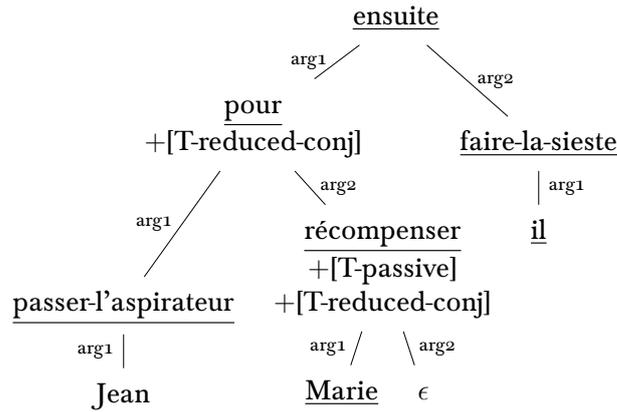 ensuite
arg1
arg2
pour
+[T-reduced-conj]
faire-la-sieste
arg1
arg2
arg1
récompenser
il
+[T-passive]
passer-l'aspirateur
+[T-reduced-conj]
arg1
arg1
arg2
Jean
Marie
ϵ